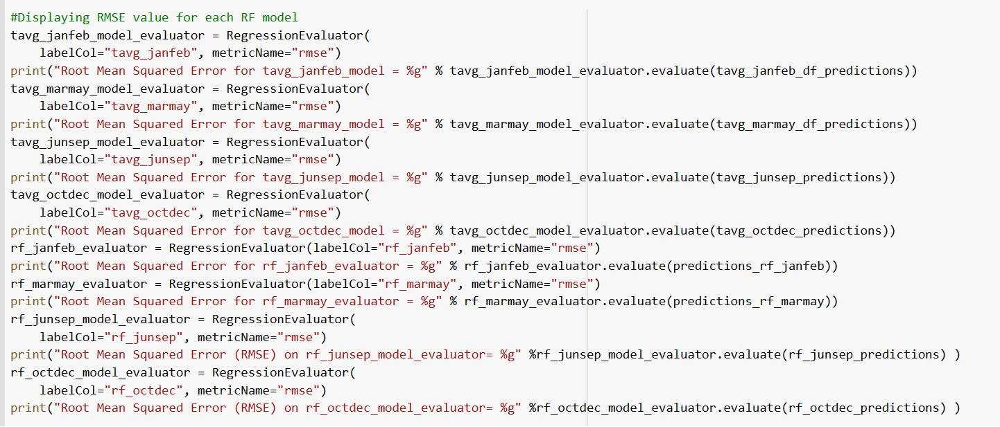 #Displaying RMSE value for each RF model
tavg_janfeb_model_evaluator = RegressionEvaluator(
    labelCol="tavg_janfeb", metricName="rmse")
print("Root Mean Squared Error for tavg_janfeb_model = %g" % tavg_janfeb_model_evaluator.evaluate(tavg_janfeb_df_predictions))
tavg_marmay_model_evaluator = RegressionEvaluator(
    labelCol="tavg_marmay", metricName="rmse")
print("Root Mean Squared Error for tavg_marmay_model = %g" % tavg_marmay_model_evaluator.evaluate(tavg_marmay_df_predictions))
tavg_junsep_model_evaluator = RegressionEvaluator(
    labelCol="tavg_junsep", metricName="rmse")
print("Root Mean Squared Error for tavg_junsep_model = %g" % tavg_junsep_model_evaluator.evaluate(tavg_junsep_predictions))
tavg_octdec_model_evaluator = RegressionEvaluator(
    labelCol="tavg_octdec", metricName="rmse")
print("Root Mean Squared Error for tavg_octdec_model = %g" % tavg_octdec_model_evaluator.evaluate(tavg_octdec_predictions))
rf_janfeb_evaluator = RegressionEvaluator(labelCol="rf_janfeb", metricName="rmse")
print("Root Mean Squared Error for rf_janfeb_evaluator = %g" % rf_janfeb_evaluator.evaluate(predictions_rf_janfeb))
rf_marmay_evaluator = RegressionEvaluator(labelCol="rf_marmay", metricName="rmse")
print("Root Mean Squared Error for rf_marmay_evaluator = %g" % rf_marmay_evaluator.evaluate(predictions_rf_marmay))
rf_junsep_model_evaluator = RegressionEvaluator(
    labelCol="rf_junsep", metricName="rmse")
print("Root Mean Squared Error (RMSE) on rf_junsep_model_evaluator= %g" %rf_junsep_model_evaluator.evaluate(rf_junsep_predictions) )
rf_octdec_model_evaluator = RegressionEvaluator(
    labelCol="rf_octdec", metricName="rmse")
print("Root Mean Squared Error (RMSE) on rf_octdec_model_evaluator= %g" %rf_octdec_model_evaluator.evaluate(rf_octdec_predictions) )